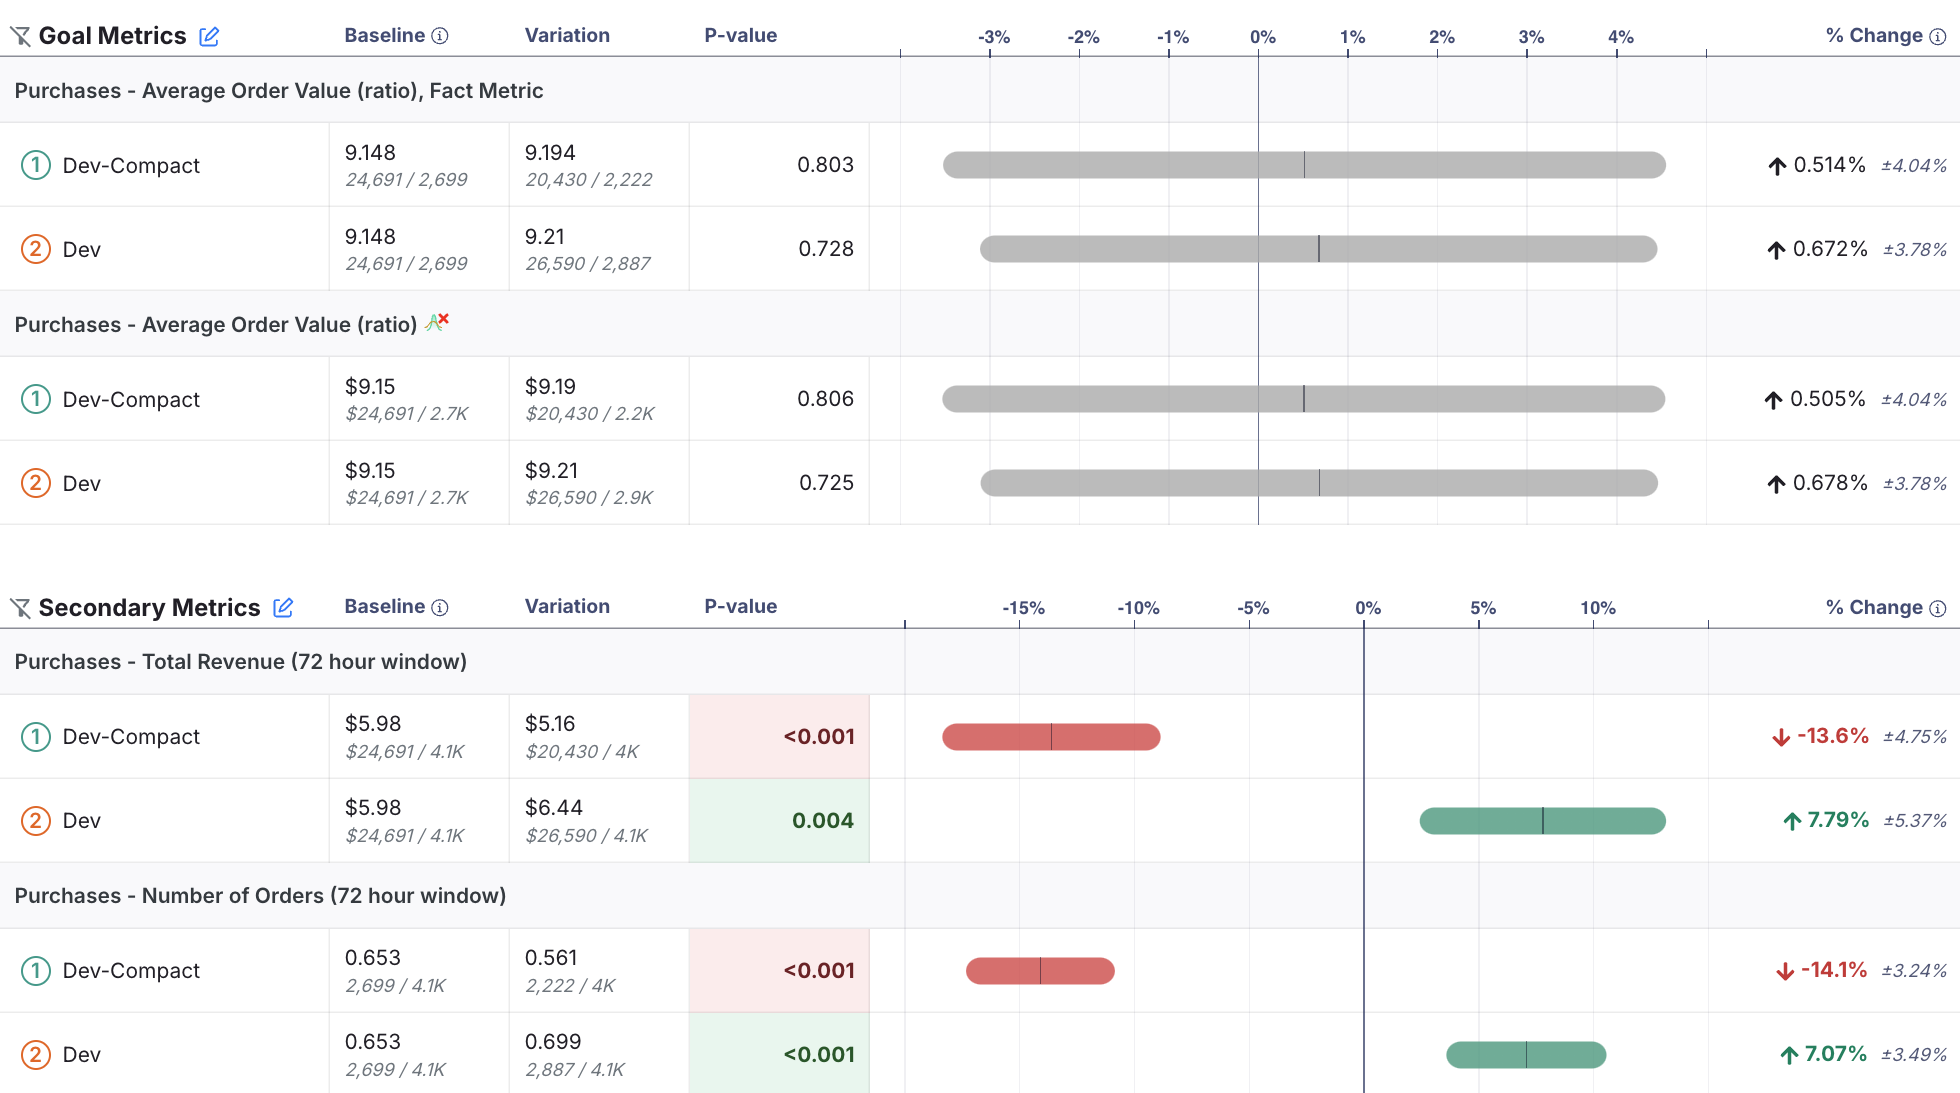 Goal Metrics Baseline Variation P-value -3% -2% -1% 0% 1% 2% 3% 4% % Change
Purchases - Average Order Value (ratio), Fact Metric
1 Dev-Compact 9.148 9.194 0.803 0.514% ±4.04%
24,691 / 2,699 20,430 / 2,222
2 Dev 9.148 9.21 0.728 0.672% ±3.78%
24,691 / 2,699 26,590 / 2,887
Purchases - Average Order Value (ratio)
1 Dev-Compact $9.15 $9.19 0.806 0.505% ±4.04%
$24,691 / 2.7K $20,430 / 2.2K
2 Dev $9.15 $9.21 0.725 0.678% ±3.78%
$24,691 / 2.7K $26,590 / 2.9K
Secondary Metrics Baseline Variation P-value -15% -10% -5% 0% 5% 10% % Change
Purchases - Total Revenue (72 hour window)
1 Dev-Compact $5.98 $5.16 <0.001 -13.6% ±4.75%
$24,691 / 4.1K $20,430 / 4K
2 Dev $5.98 $6.44 0.004 7.79% ±5.37%
$24,691 / 4.1K $26,590 / 4.1K
Purchases - Number of Orders (72 hour window)
1 Dev-Compact 0.653 0.561 <0.001 -14.1% ±3.24%
2,699 / 4.1K 2,222 / 4K
2 Dev 0.653 0.699 <0.001 7.07% ±3.49%
2,699 / 4.1K 2,887 / 4.1K